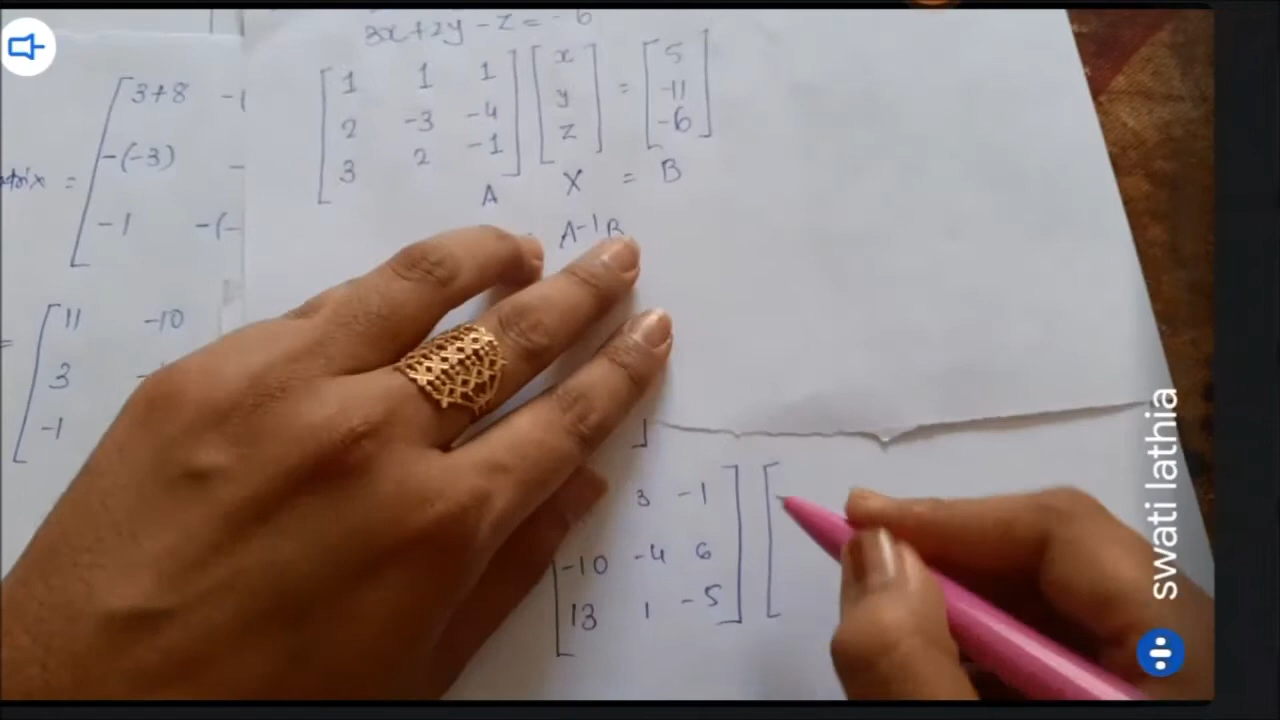 3x+2y-z=-6
[1 1 1] [x] = [5]
[2 -3 -4] [y] [-11]
[3 2 -1] [z] [-6]
A X = B
A-1B
= [3+8 -1
-(-3) -
-1 -(-
= [11 -10
3 -
-1
3 -1]
[-10 -4 6]
[13 1 -5]
swati lathia